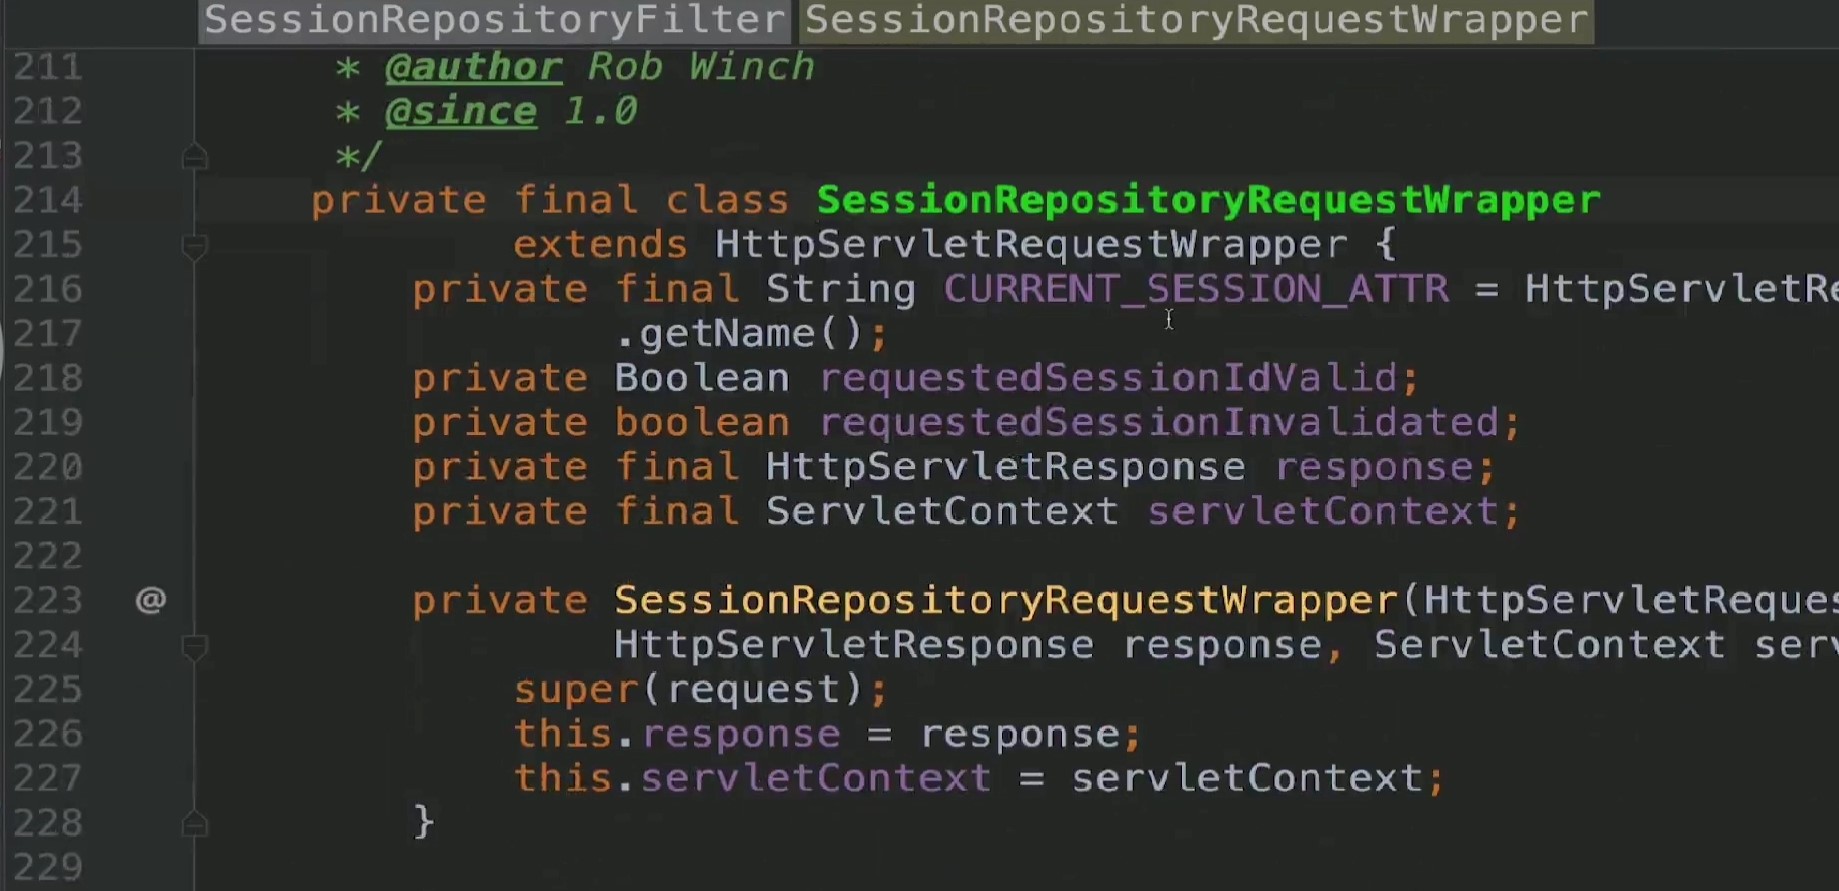 SessionRepositoryFilter SessionRepositoryRequestWrapper
211 * @author Rob Winch
212 * @since 1.0
213 */
214 private final class SessionRepositoryRequestWrapper
215 extends HttpServletRequestWrapper {
216 private final String CURRENT_SESSION_ATTR = HttpServletRe
217 .getName();
218 private Boolean requestedSessionIdValid;
219 private boolean requestedSessionInvalidated;
220 private final HttpServletResponse response;
221 private final ServletContext servletContext;
222
223 @ private SessionRepositoryRequestWrapper(HttpServletReques
224 HttpServletResponse response, ServletContext serv
225 super(request);
226 this.response = response;
227 this.servletContext = servletContext;
228 }
229